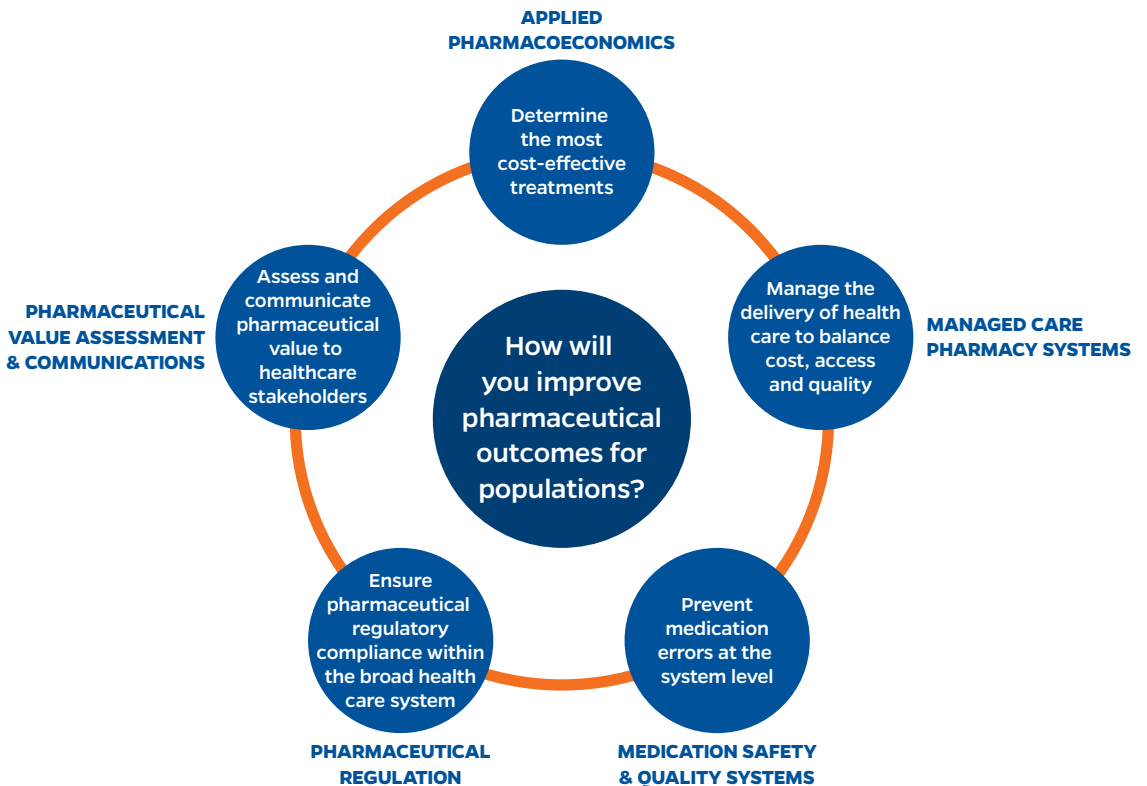 APPLIED
PHARMACOECONOMICS
Determine
the most
cost-effective
treatments
Manage the
delivery of health
care to balance
cost, access
and quality
MANAGED CARE
PHARMACY SYSTEMS
Prevent
medication
errors at the
system level
MEDICATION SAFETY
& QUALITY SYSTEMS
Ensure
pharmaceutical
regulatory
compliance within
the broad health
care system
PHARMACEUTICAL
REGULATION
Assess and
communicate
pharmaceutical
value to
healthcare
stakeholders
PHARMACEUTICAL
VALUE ASSESSMENT
& COMMUNICATIONS
How will
you improve
pharmaceutical
outcomes for
populations?